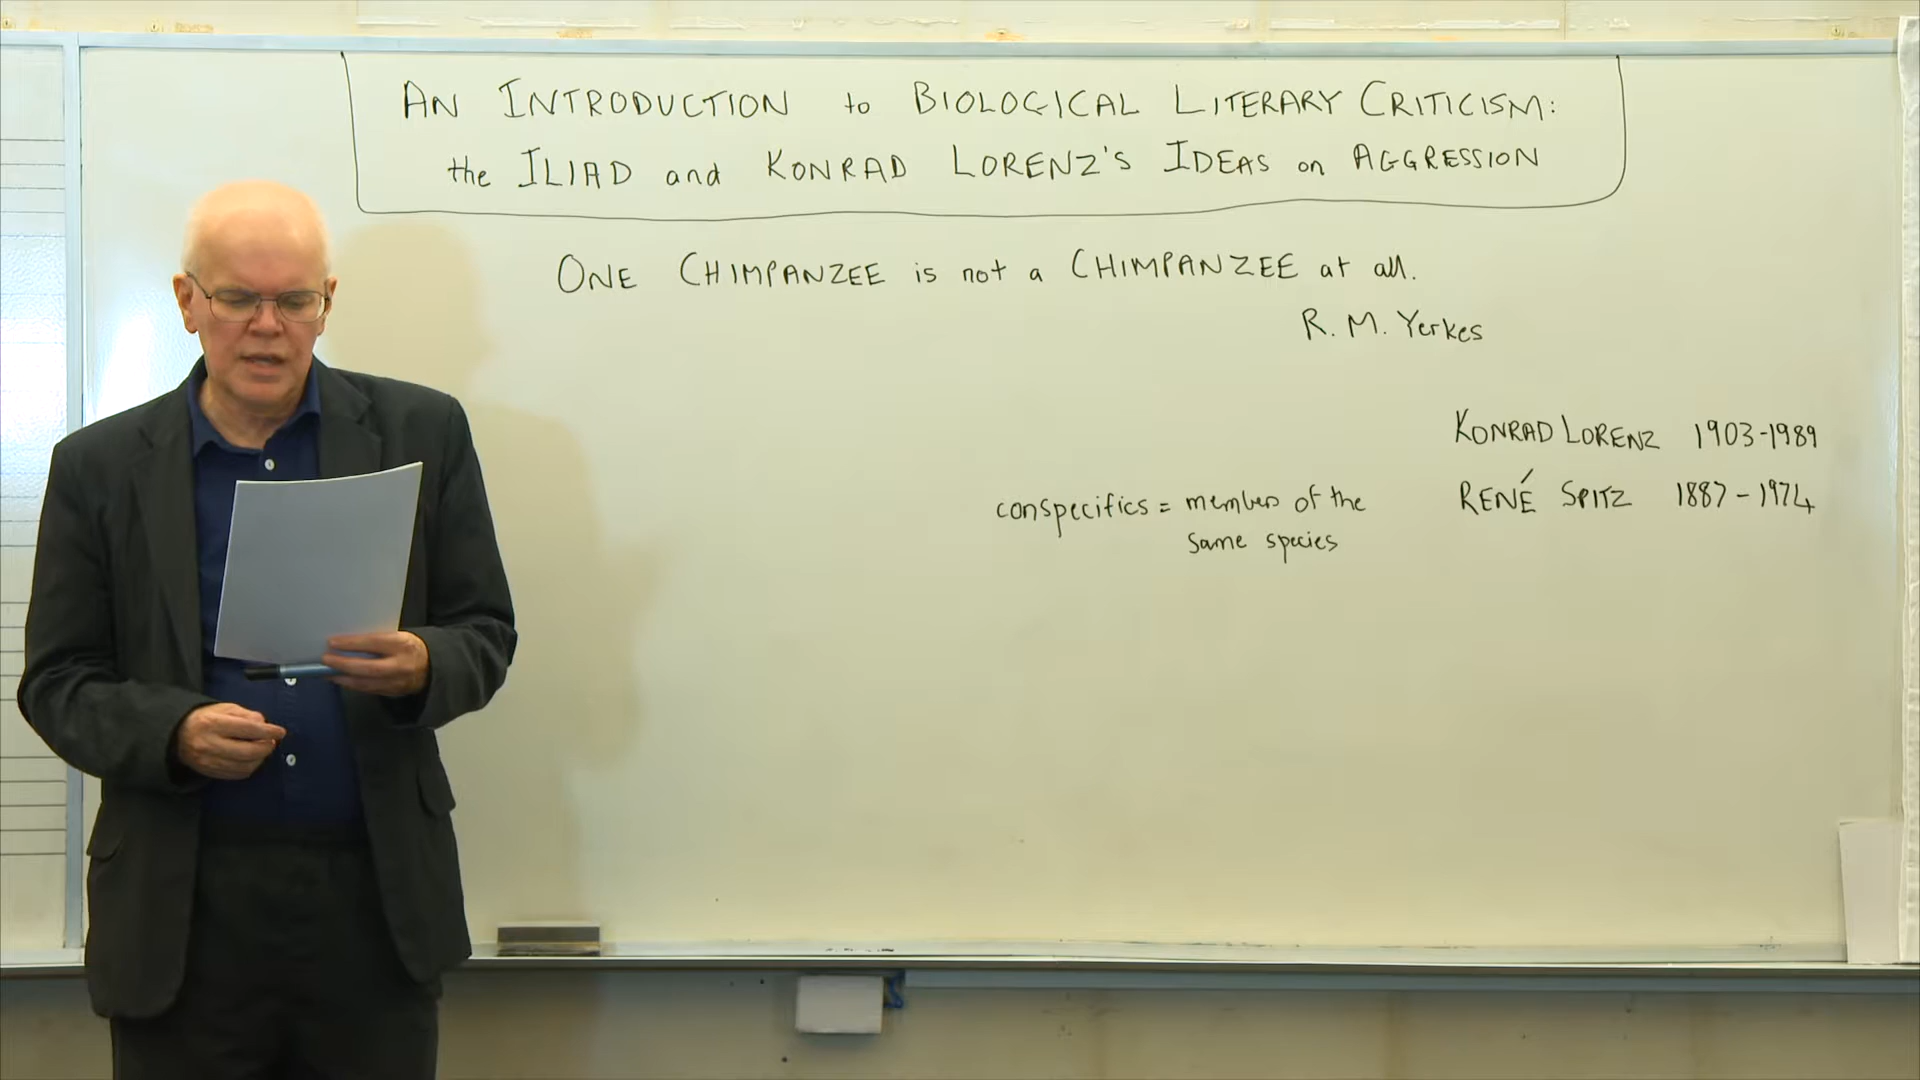 AN INTRODUCTION to BIOLOGICAL LITERARY CRITICISM:
the ILIAD and KONRAD LORENZ'S IDEAS on AGGRESSION
ONE CHIMPANZEE is not a CHIMPANZEE at all.
R. M. Yerkes
KONRAD LORENZ 1903-1989
RENÉ SPITZ 1887-1974
conspecifics = members of the
same species